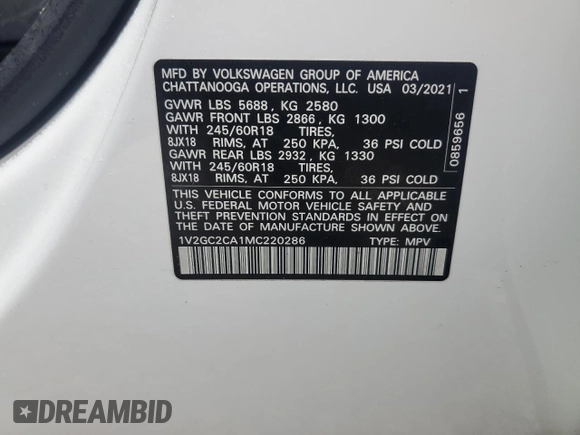 MFD BY VOLKSWAGEN GROUP OF AMERICA
CHATTANOOGA OPERATIONS, LLC. USA 03/2021
GVWR LBS 5688, KG 2580
GAWR FRONT LBS 2866, KG 1300
WITH 245/60R18 TIRES,
8JX18 RIMS, AT 250 KPA, 36 PSI COLD
GAWR REAR LBS 2932, KG 1330
WITH 245/60R18 TIRES,
8JX18 RIMS, AT 250 KPA, 36 PSI COLD
THIS VEHICLE CONFORMS TO ALL APPLICABLE
U.S. FEDERAL MOTOR VEHICLE SAFETY AND THEFT
PREVENTION STANDARDS IN EFFECT ON THE
DATE OF MANUFACTURE SHOWN ABOVE.
1V2GC2CA1MC220286 TYPE: MPV
0859656 1
DREAMBID